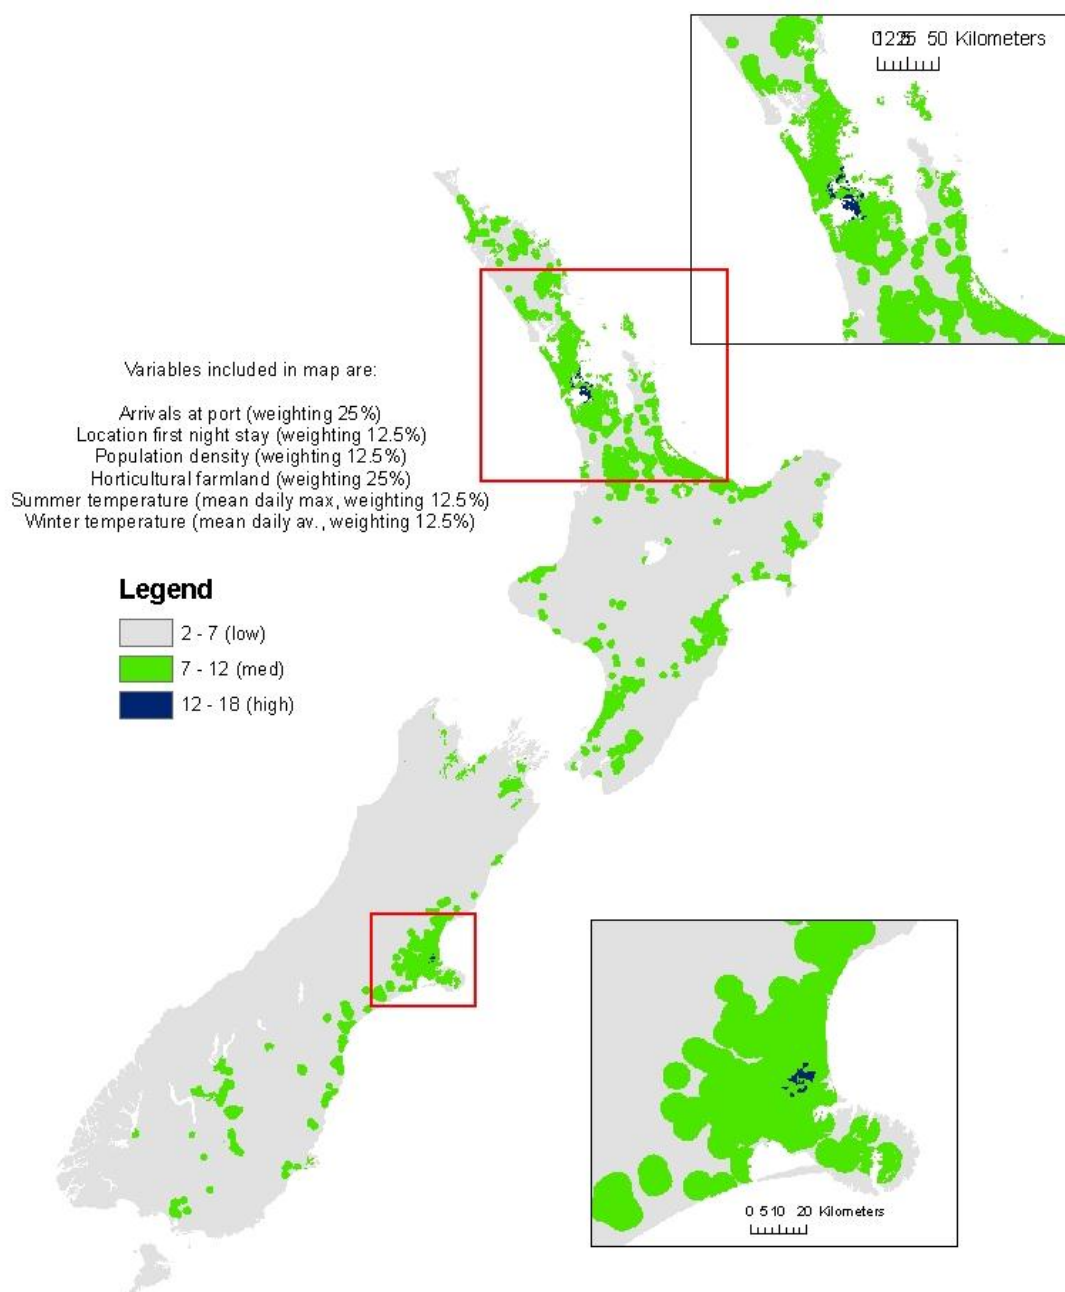 012.525 50 Kilometers
Variables included in map are:
Arrivals at port (weighting 25%)
Location first night stay (weighting 12.5%)
Population density (weighting 12.5%)
Horticultural farmland (weighting 25%)
Summer temperature (mean daily max, weighting 12.5%)
Winter temperature (mean daily av., weighting 12.5%)
Legend
2 - 7 (low)
7 - 12 (med)
12 - 18 (high)
0 5 10 20 Kilometers